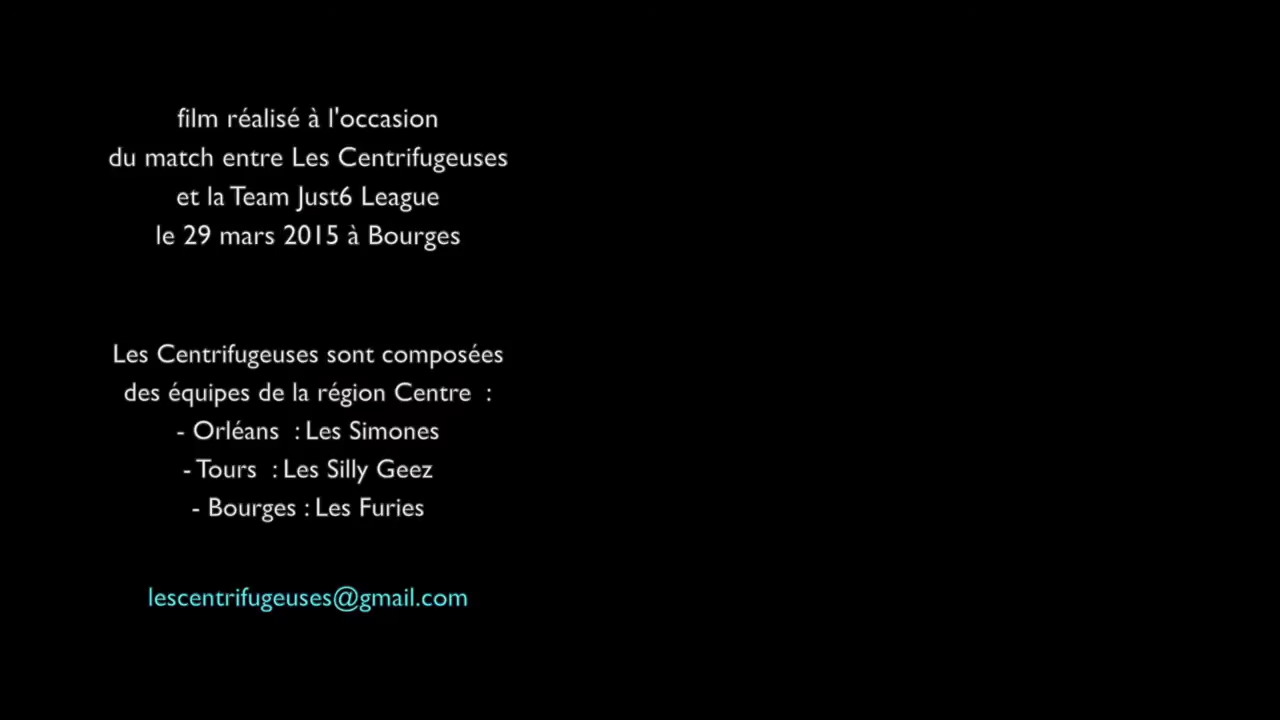 film réalisé à l'occasion
du match entre Les Centrifugeuses
et la Team Just6 League
le 29 mars 2015 à Bourges
Les Centrifugeuses sont composées
des équipes de la région Centre :
- Orléans : Les Simones
- Tours : Les Silly Geez
- Bourges : Les Furies
lescentrifugeuses@gmail.com